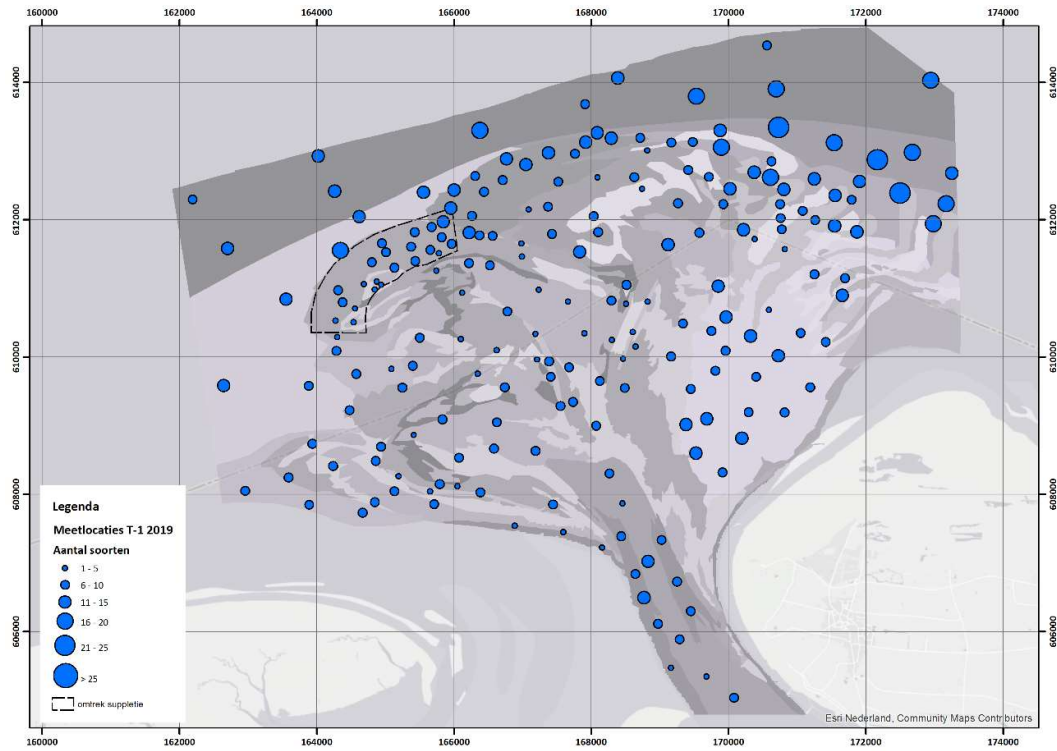 160000 162000 164000 166000 168000 170000 172000 174000
614000 614000
612000 612000
610000 610000
608000 608000
606000 606000
Legenda
Meetlocaties T-1 2019
Aantal soorten
1 - 5
6 - 10
11 - 15
16 - 20
21 - 25
> 25
omtrek suppletie
Esri Nederland, Community Maps Contributors
160000 162000 164000 166000 168000 170000 172000 174000